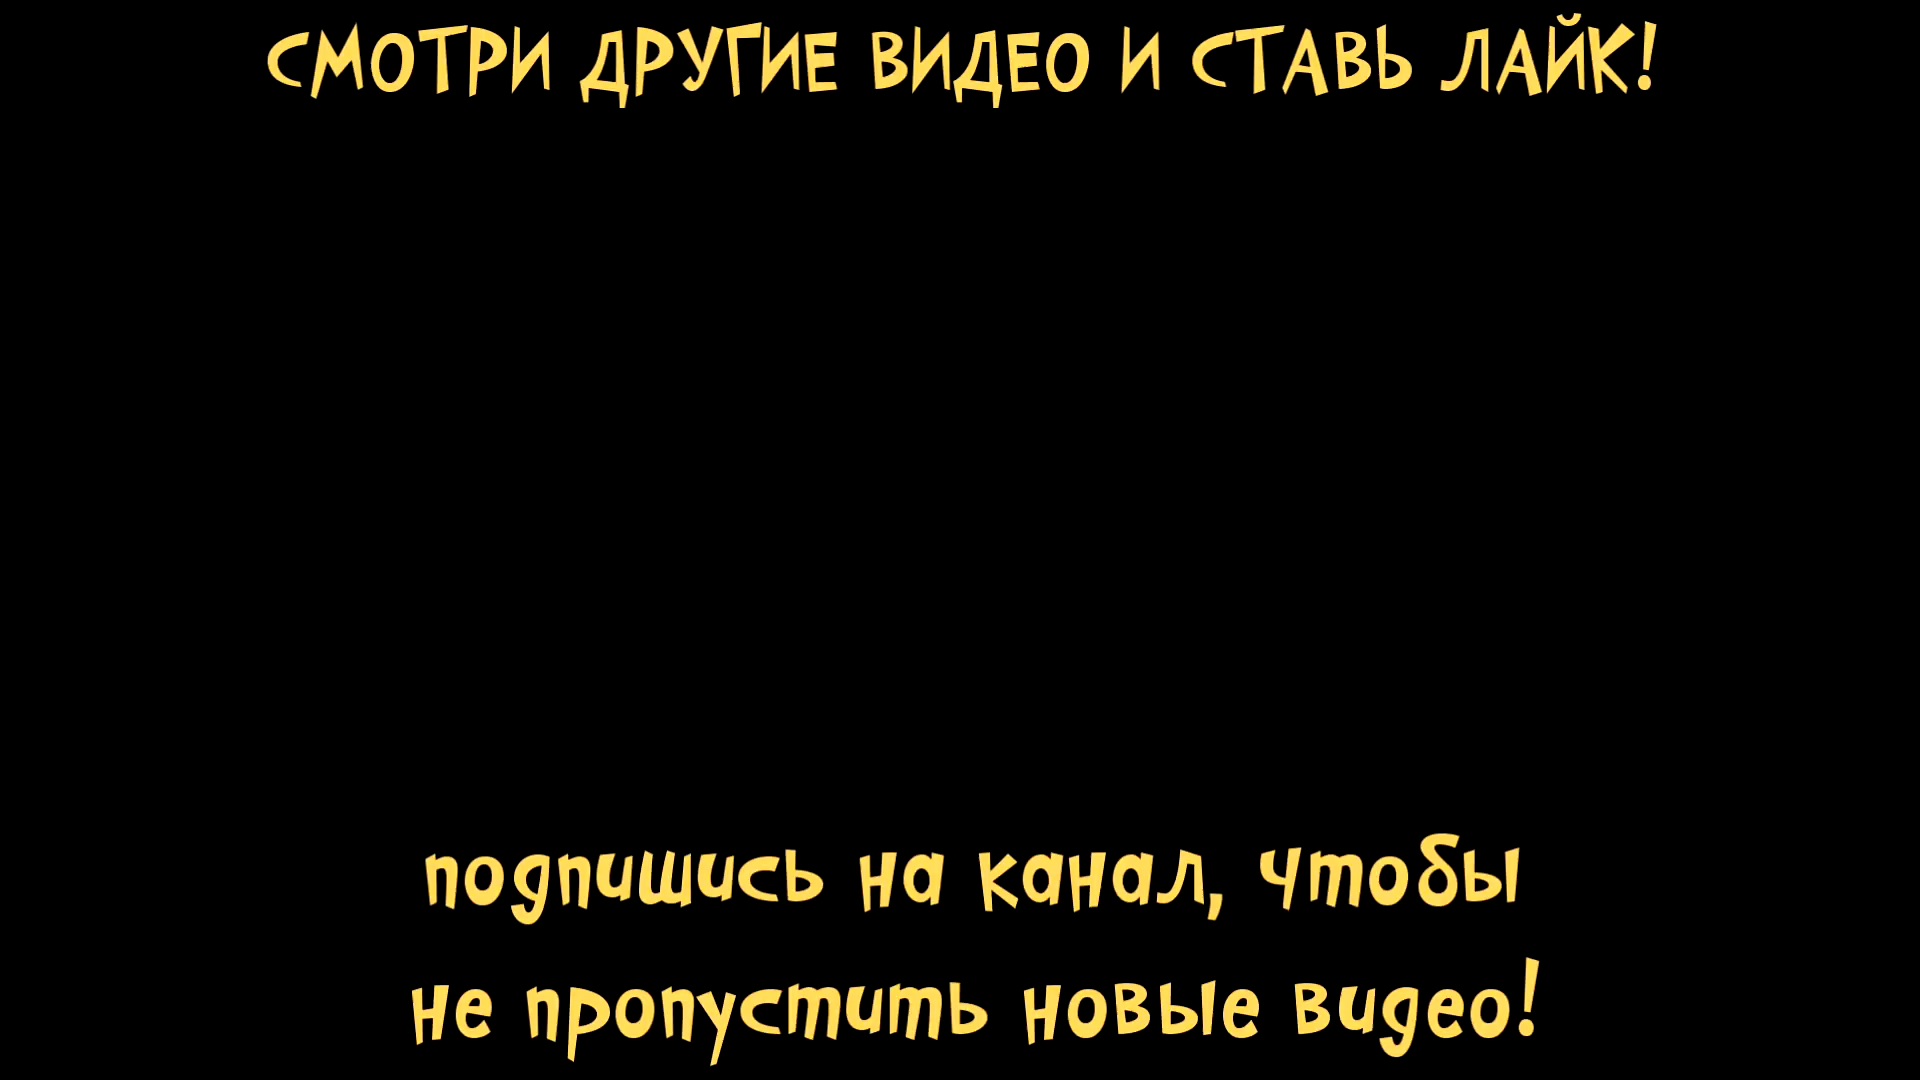 СМОТРИ ДРУГИЕ ВИДЕО И СТАВЬ ЛАЙК!
подпишись на канал, чтобы
не пропустить новые видео!